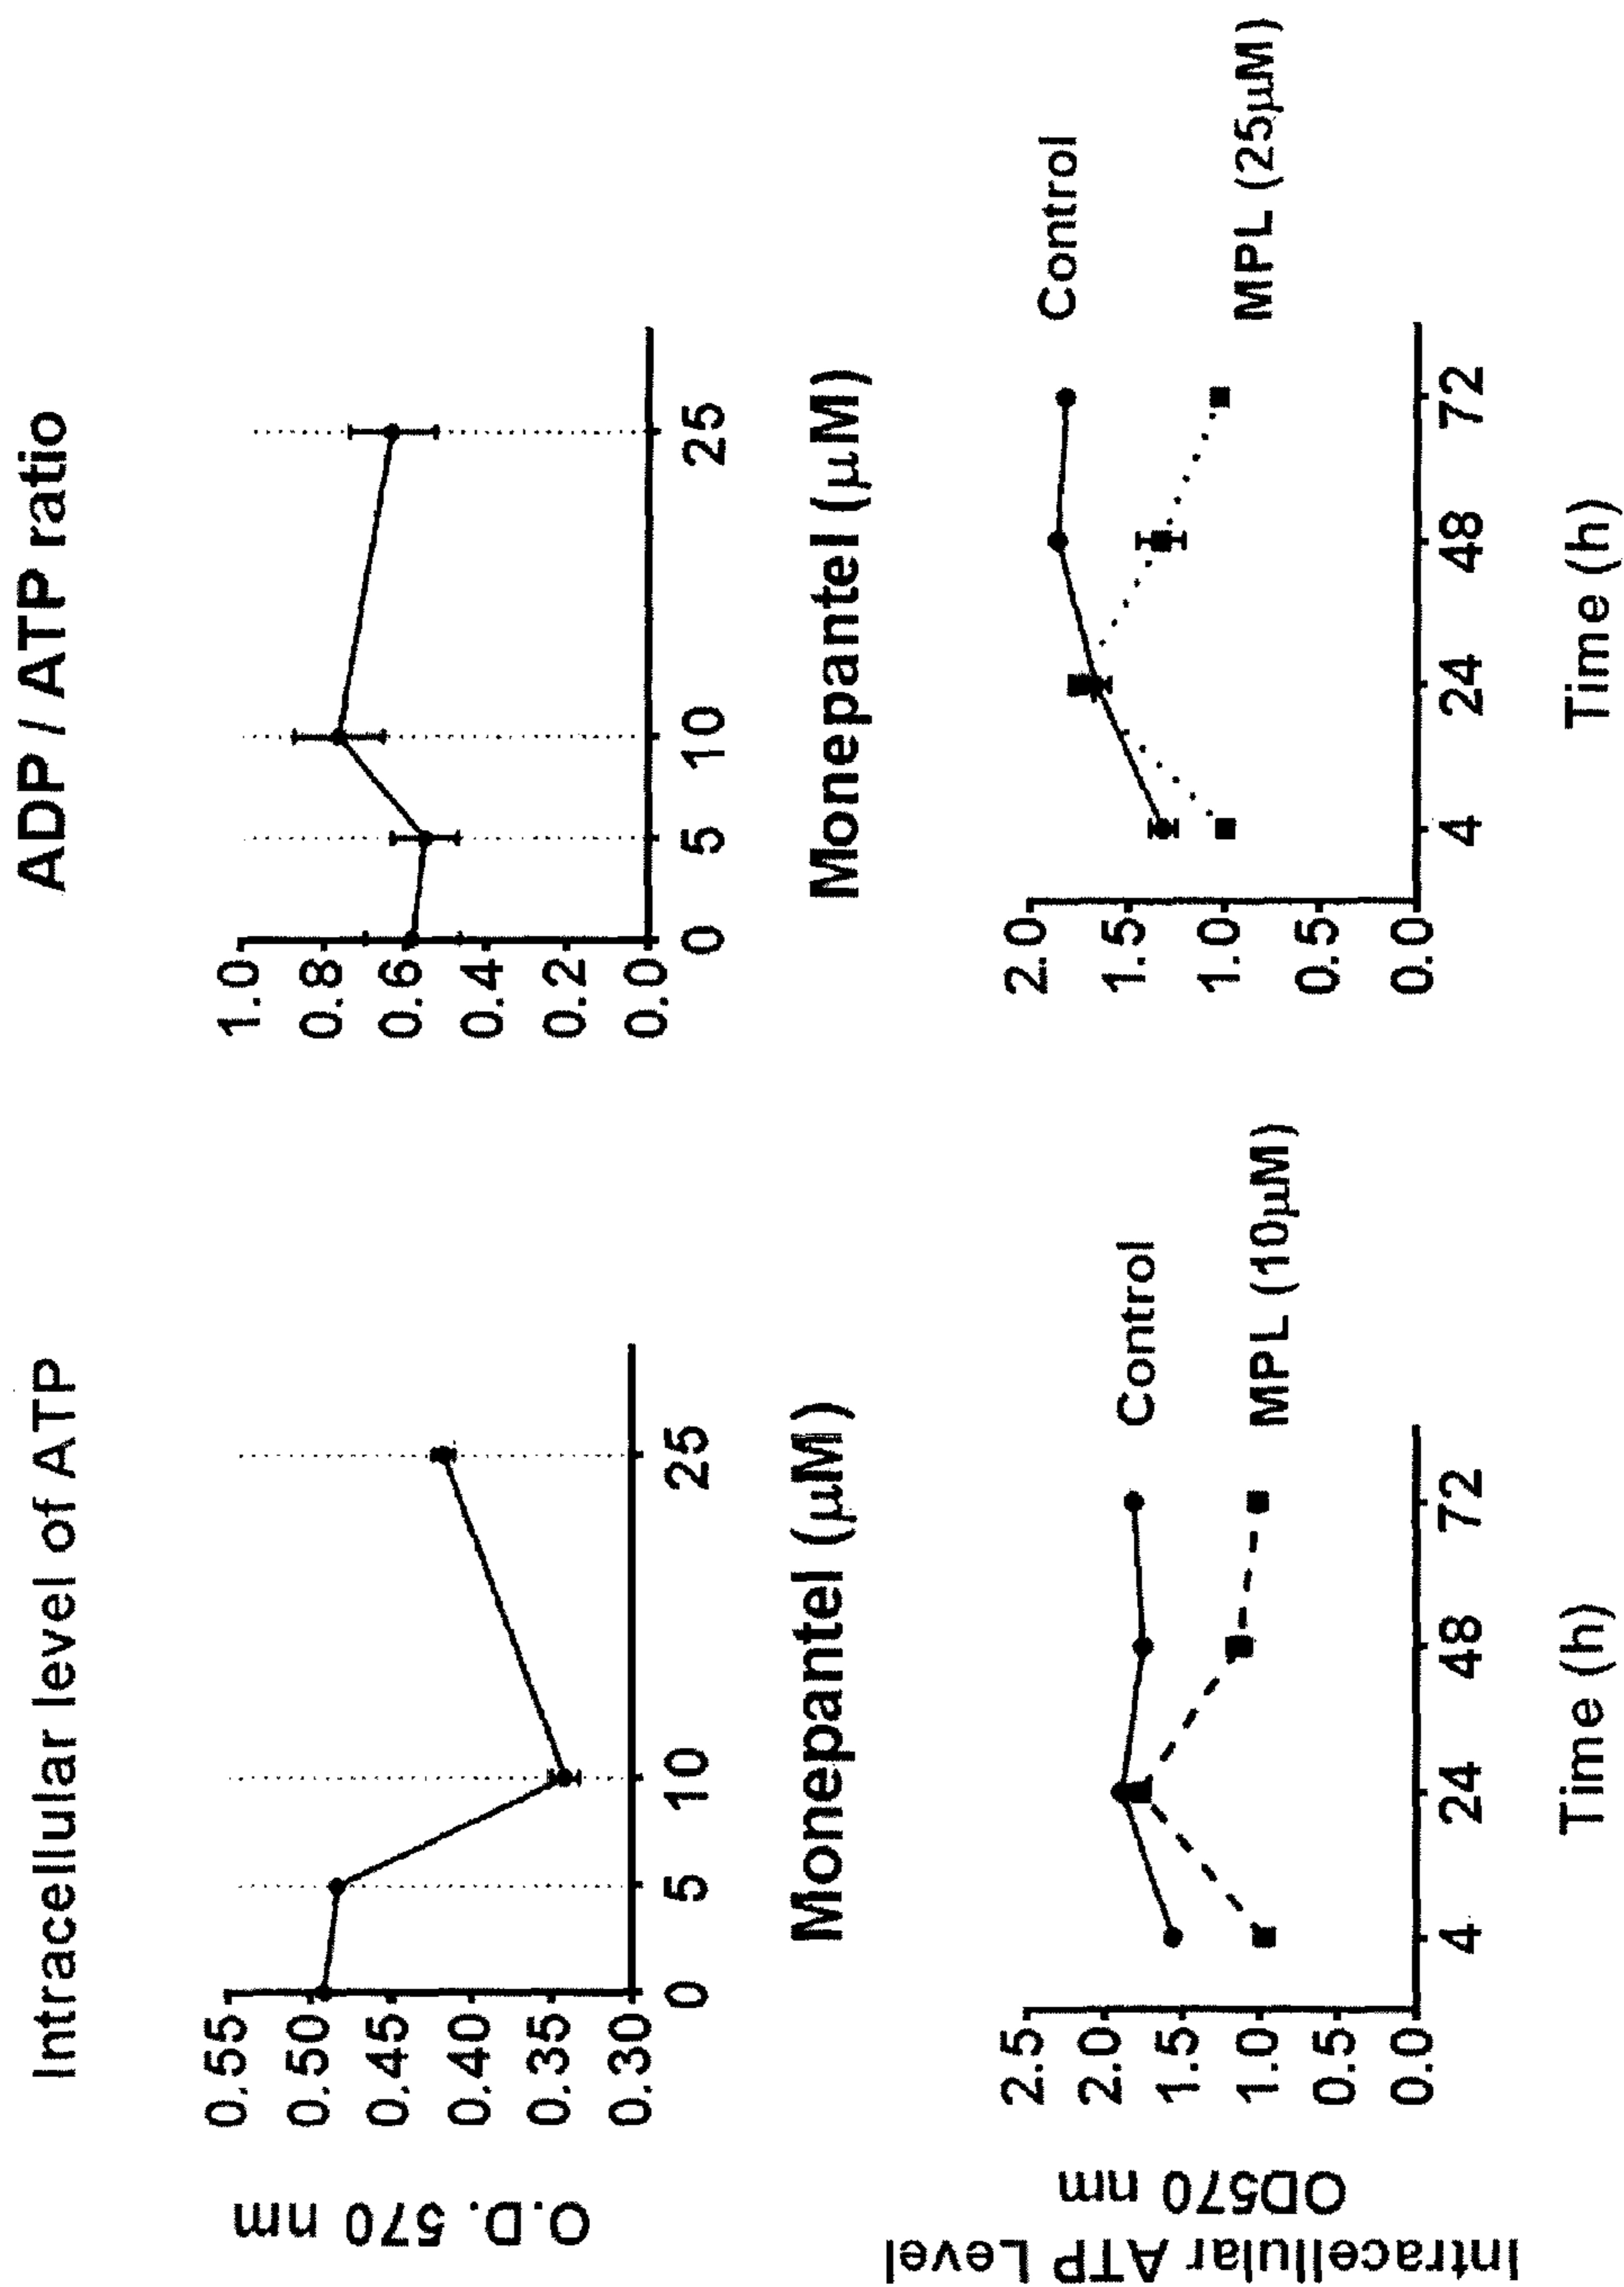 Intracellular level of ATP
O.D. 570 nm
0.55
0.50
0.45
0.40
0.35
0.30
0 5 10 25
Monepantel (μM)
ADP / ATP ratio
1.0
0.8
0.6
0.4
0.2
0.0
0 5 10 25
Monepantel (μM)
Intracellular ATP Level
OD570 nm
2.5
2.0
1.5
1.0
0.5
0.0
4 24 48 72
Time (h)
Control
MPL (10μM)
2.0
1.5
1.0
0.5
0.0
4 24 48 72
Time (h)
Control
MPL (25μM)